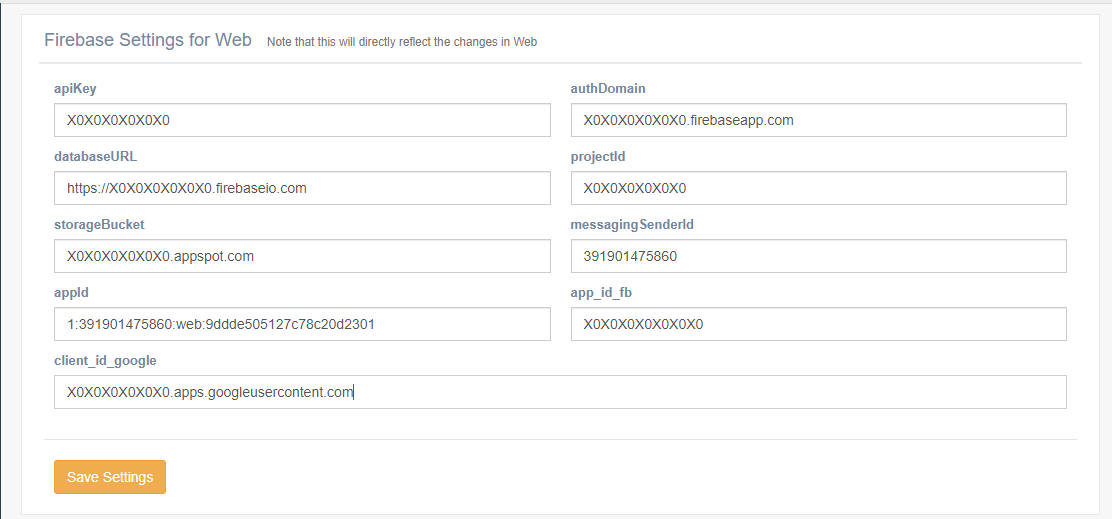 Firebase Settings for Web Note that this will directly reflect the changes in Web
apiKey
X0X0X0X0X0X0
authDomain
X0X0X0X0X0X0.firebaseapp.com
databaseURL
https://X0X0X0X0X0X0.firebaseio.com
projectId
X0X0X0X0X0X0
storageBucket
X0X0X0X0X0X0.appspot.com
messagingSenderId
391901475860
appId
1:391901475860:web:9ddde505127c78c20d2301
app_id_fb
X0X0X0X0X0X0X0
client_id_google
X0X0X0X0X0X0.apps.googleusercontent.com
Save Settings